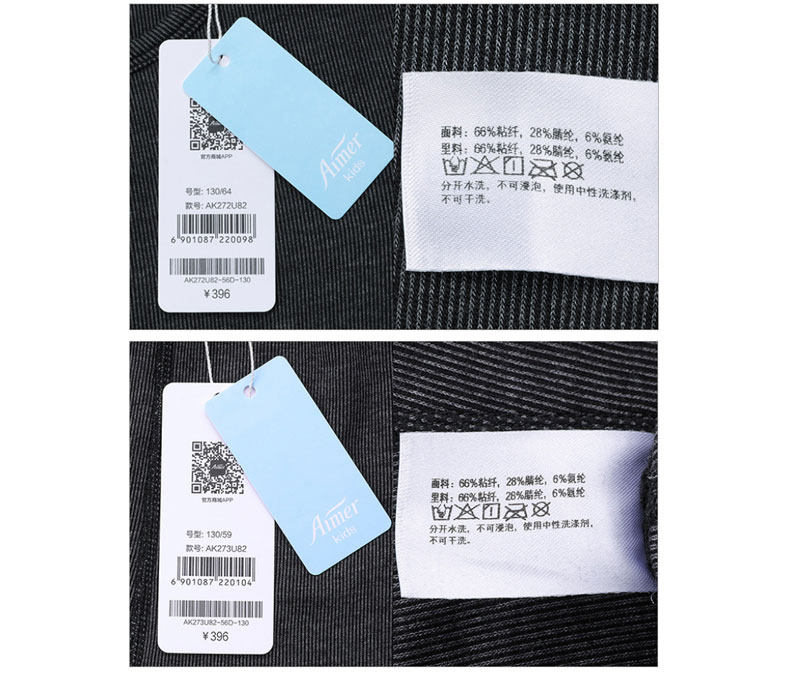 官方商城APP
号型: 130/64
款号: AK272U82
6 901087 220098
AK272U82-56D-130
¥396
Aimer
kids
面料: 66%粘纤, 28%腈纶, 6%氨纶
里料: 66%粘纤, 28%腈纶, 6%氨纶
分开水洗, 不可浸泡, 使用中性洗涤剂,
不可干洗。
官方商城APP
号型: 130/59
款号: AK273U82
6 901087 220104
AK273U82-56D-130
¥396
Aimer
kids
面料: 66%粘纤, 28%腈纶, 6%氨纶
里料: 66%粘纤, 28%腈纶, 6%氨纶
分开水洗, 不可浸泡, 使用中性洗涤剂,
不可干洗。